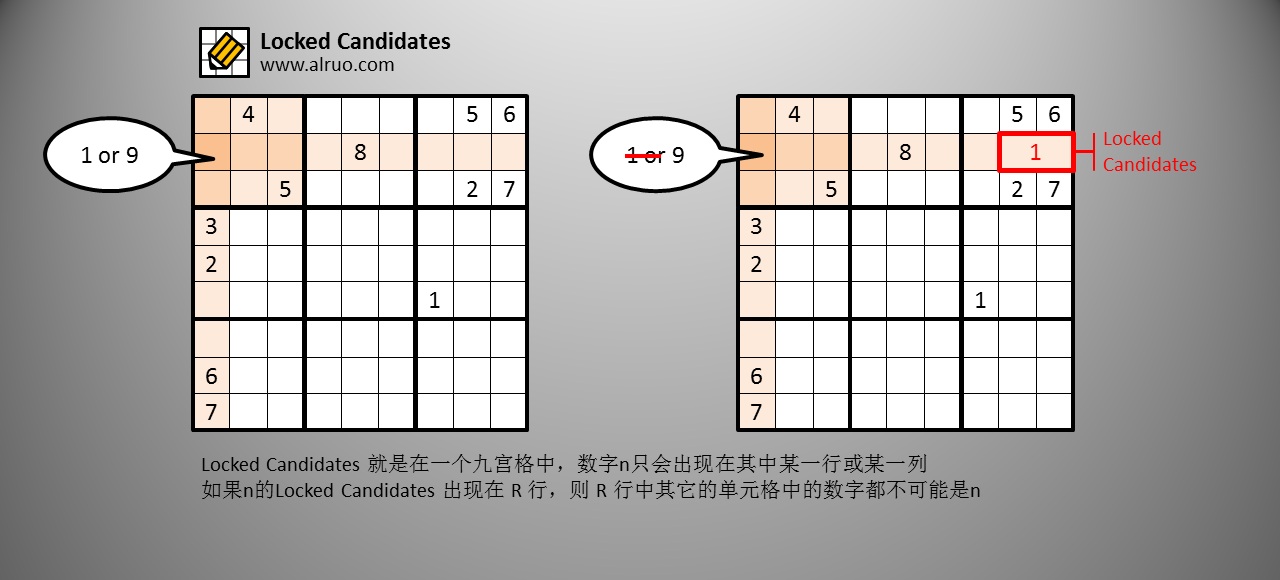 Locked Candidates
www.alruo.com
4 5 6
1 or 9
8
5 2 7
3
2
1
6
7
4 5 6
1 or 9
8 1
Locked
Candidates
5 2 7
3
2
1
6
7
Locked Candidates 就是在一个九宫格中，数字n只会出现在其中某一行或某一列
如果n的Locked Candidates 出现在 R 行，则 R 行中其它的单元格中的数字都不可能是n